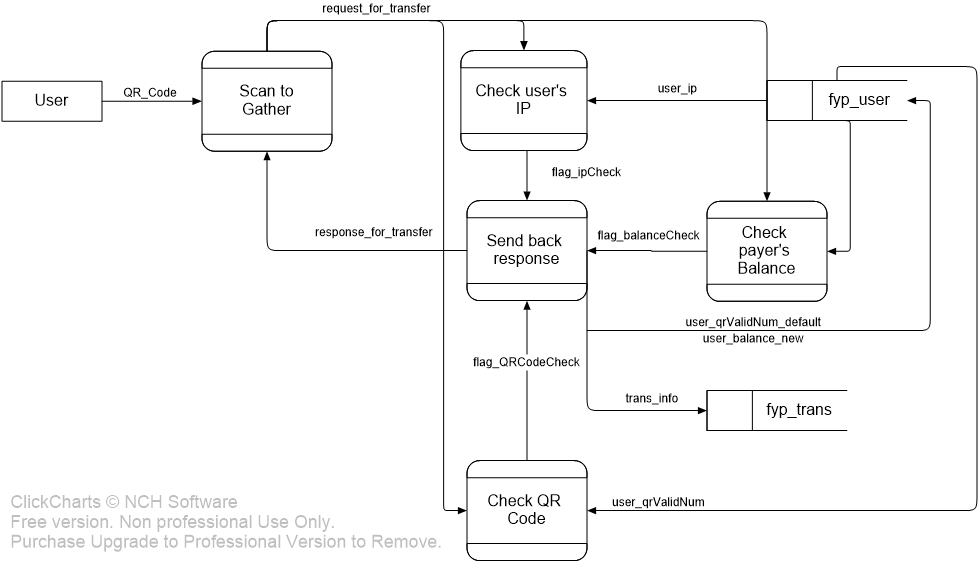 request_for_transfer
User
QR_Code
Scan to
Gather
Check user's
IP
user_ip
fyp_user
flag_ipCheck
response_for_transfer
Send back
response
flag_balanceCheck
Check
payer's
Balance
user_qrValidNum_default
user_balance_new
flag_QRCodeCheck
trans_info
fyp_trans
Check QR
Code
user_qrValidNum
ClickCharts © NCH Software
Free version. Non professional Use Only.
Purchase Upgrade to Professional Version to Remove.